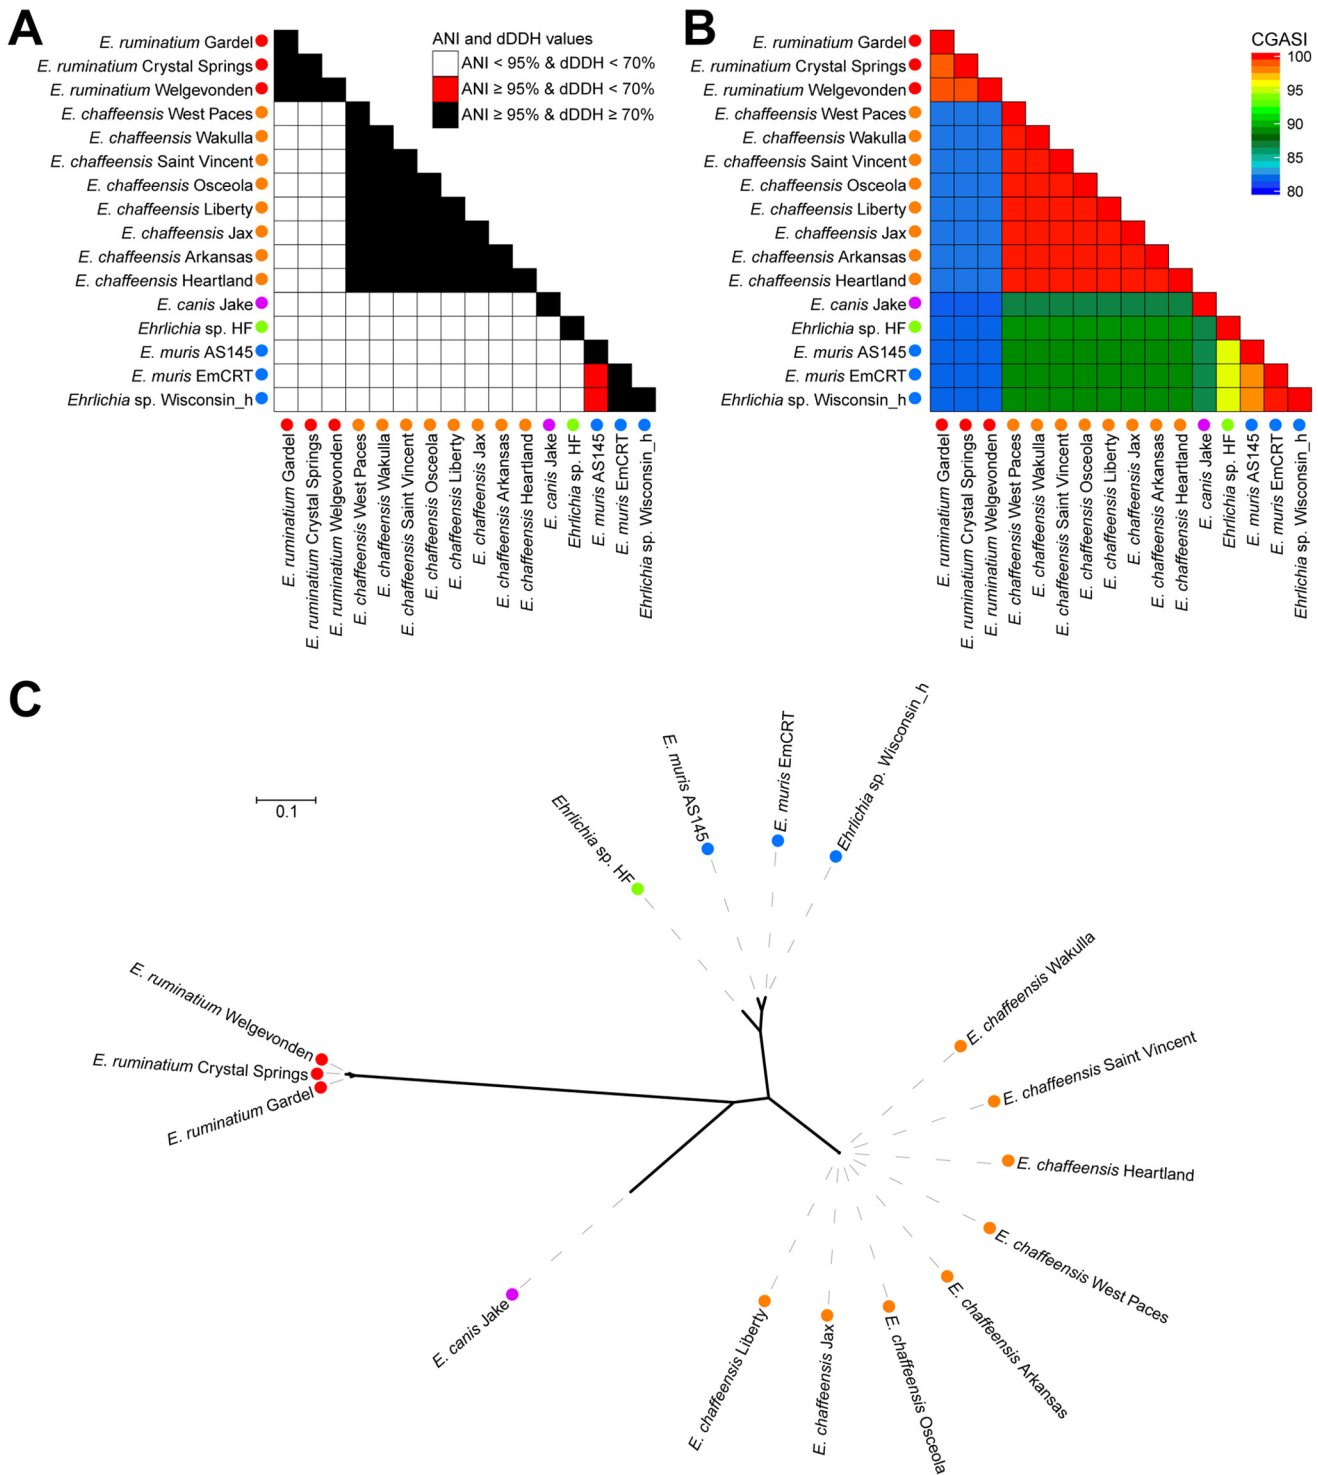 A
E. ruminatium Gardel
E. ruminatium Crystal Springs
E. ruminatium Welgevonden
E. chaffeensis West Paces
E. chaffeensis Wakulla
E. chaffeensis Saint Vincent
E. chaffeensis Osceola
E. chaffeensis Liberty
E. chaffeensis Jax
E. chaffeensis Arkansas
E. chaffeensis Heartland
E. canis Jake
Ehrlichia sp. HF
E. muris AS145
E. muris EmCRT
Ehrlichia sp. Wisconsin_h
ANI and dDDH values
ANI < 95% & dDDH < 70%
ANI ≥ 95% & dDDH < 70%
ANI ≥ 95% & dDDH ≥ 70%
E. ruminatium Gardel
E. ruminatium Crystal Springs
E. ruminatium Welgevonden
E. chaffeensis West Paces
E. chaffeensis Wakulla
E. chaffeensis Saint Vincent
E. chaffeensis Osceola
E. chaffeensis Liberty
E. chaffeensis Jax
E. chaffeensis Arkansas
E. chaffeensis Heartland
E. canis Jake
Ehrlichia sp. HF
E. muris AS145
E. muris EmCRT
Ehrlichia sp. Wisconsin_h
B
E. ruminatium Gardel
E. ruminatium Crystal Springs
E. ruminatium Welgevonden
E. chaffeensis West Paces
E. chaffeensis Wakulla
E. chaffeensis Saint Vincent
E. chaffeensis Osceola
E. chaffeensis Liberty
E. chaffeensis Jax
E. chaffeensis Arkansas
E. chaffeensis Heartland
E. canis Jake
Ehrlichia sp. HF
E. muris AS145
E. muris EmCRT
Ehrlichia sp. Wisconsin_h
CGASI
100
95
90
85
80
E. ruminatium Gardel
E. ruminatium Crystal Springs
E. ruminatium Welgevonden
E. chaffeensis West Paces
E. chaffeensis Wakulla
E. chaffeensis Saint Vincent
E. chaffeensis Osceola
E. chaffeensis Liberty
E. chaffeensis Jax
E. chaffeensis Arkansas
E. chaffeensis Heartland
E. canis Jake
Ehrlichia sp. HF
E. muris AS145
E. muris EmCRT
Ehrlichia sp. Wisconsin_h
C
0.1
Ehrlichia sp. HF
E. muris AS145
E. muris EmCRT
Ehrlichia sp. Wisconsin_h
E. chaffeensis Wakulla
E. chaffeensis Saint Vincent
E. chaffeensis Heartland
E. chaffeensis West Paces
E. chaffeensis Arkansas
E. chaffeensis Osceola
E. chaffeensis Jax
E. chaffeensis Liberty
E. canis Jake
E. ruminatium Welgevonden
E. ruminatium Crystal Springs
E. ruminatium Gardel